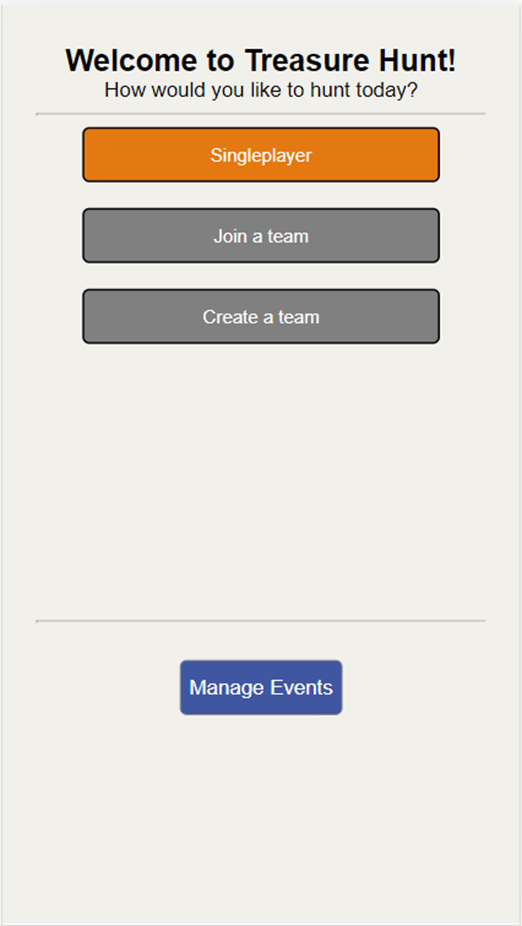 Welcome to Treasure Hunt!
How would you like to hunt today?
Singleplayer
Join a team
Create a team
Manage Events